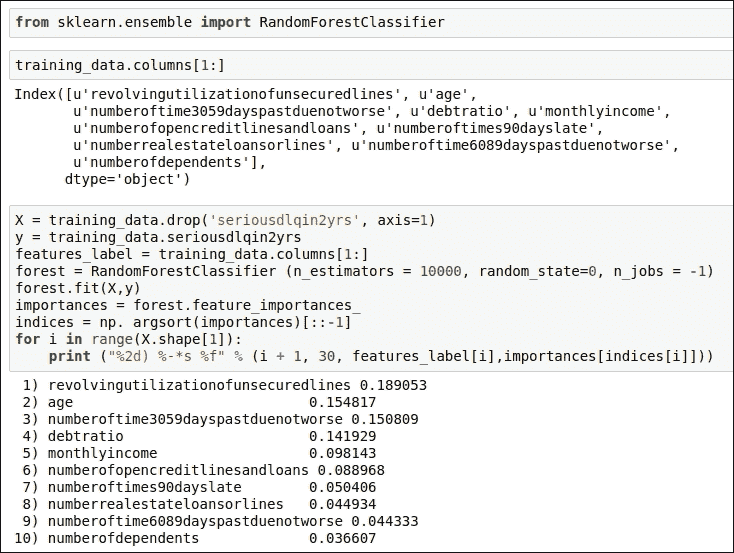 from sklearn.ensemble import RandomForestClassifier
training_data.columns[1:]
Index([u'revolvingutilizationofunsecuredlines', u'age',
u'numberoftime3059dayspastduenotworse', u'debtratio', u'monthlyincome',
u'numberofopencreditlinesandloans', u'numberoftimes90dayslate',
u'numberrealestateloansorlines', u'numberoftime6089dayspastduenotworse',
u'numberofdependents'],
dtype='object')
X = training_data.drop('seriousdlqin2yrs', axis=1)
y = training_data.seriousdlqin2yrs
features_label = training_data.columns[1:]
forest = RandomForestClassifier (n_estimators = 10000, random_state=0, n_jobs = -1)
forest.fit(X,y)
importances = forest.feature_importances_
indices = np. argsort(importances)[::-1]
for i in range(X.shape[1]):
print ("%2d) %-*s %f" % (i + 1, 30, features_label[i],importances[indices[i]]))
1) revolvingutilizationofunsecuredlines 0.189053
2) age 0.154817
3) numberoftime3059dayspastduenotworse 0.150809
4) debtratio 0.141929
5) monthlyincome 0.098143
6) numberofopencreditlinesandloans 0.088968
7) numberoftimes90dayslate 0.050406
8) numberrealestateloansorlines 0.044934
9) numberoftime6089dayspastduenotworse 0.044333
10) numberofdependents 0.036607